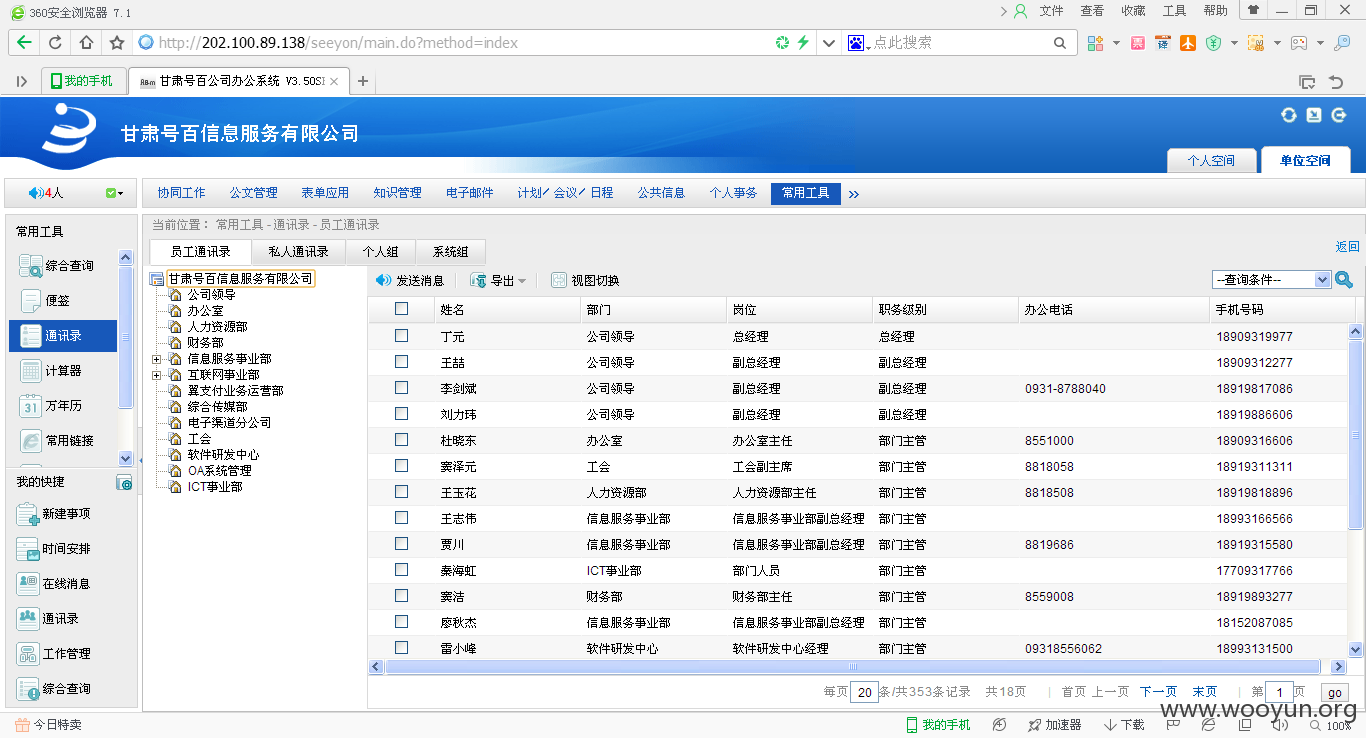 360安全浏览器 7.1
文件 查看 收藏 工具 帮助
http://202.100.89.138/seeyon/main.do?method=index
点此搜索
我的手机
A8-m 甘肃号百公司办公系统 V3.50SP
甘肃号百信息服务有限公司
个人空间 单位空间
4人
协同工作 公文管理 表单应用 知识管理 电子邮件 计划／会议／日程 公共信息 个人事务 常用工具 »
常用工具
当前位置： 常用工具 - 通讯录 - 员工通讯录
员工通讯录 私人通讯录 个人组 系统组 返回
综合查询
便签
通讯录
计算器
31 万年历
常用链接
我的快捷
新建事项
时间安排
在线消息
通讯录
工作管理
综合查询
甘肃号百信息服务有限公司
公司领导
办公室
人力资源部
财务部
信息服务事业部
互联网事业部
翼支付业务运营部
综合传媒部
电子渠道分公司
工会
软件研发中心
OA系统管理
ICT事业部
发送消息 导出 视图切换 --查询条件--
姓名 部门 岗位 职务级别 办公电话 手机号码
丁元 公司领导 总经理 总经理 18909319977
王喆 公司领导 副总经理 副总经理 18909312277
李剑斌 公司领导 副总经理 副总经理 0931-8788040 18919817086
刘力玮 公司领导 副总经理 副总经理 18919886606
杜晓东 办公室 办公室主任 部门主管 8551000 18909316606
窦泽元 工会 工会副主席 部门主管 8818058 18919311311
王玉花 人力资源部 人力资源部主任 部门主管 8818508 18919818896
王志伟 信息服务事业部 信息服务事业部副总经理 部门主管 18993166566
贾川 信息服务事业部 信息服务事业部副总经理 部门主管 8819686 18919315580
秦海虹 ICT事业部 部门人员 部门主管 17709317766
窦洁 财务部 财务部主任 部门主管 8559008 18919893277
廖秋杰 信息服务事业部 信息服务事业部副总经理 部门主管 18152087085
雷小峰 软件研发中心 软件研发中心经理 部门主管 09318556062 18993131500
每页 20 条/共353条记录 共18页 首页 上一页 下一页 末页 第 1 页 go
www.wooyun.org
今日特卖
我的手机 加速器 下载 100%